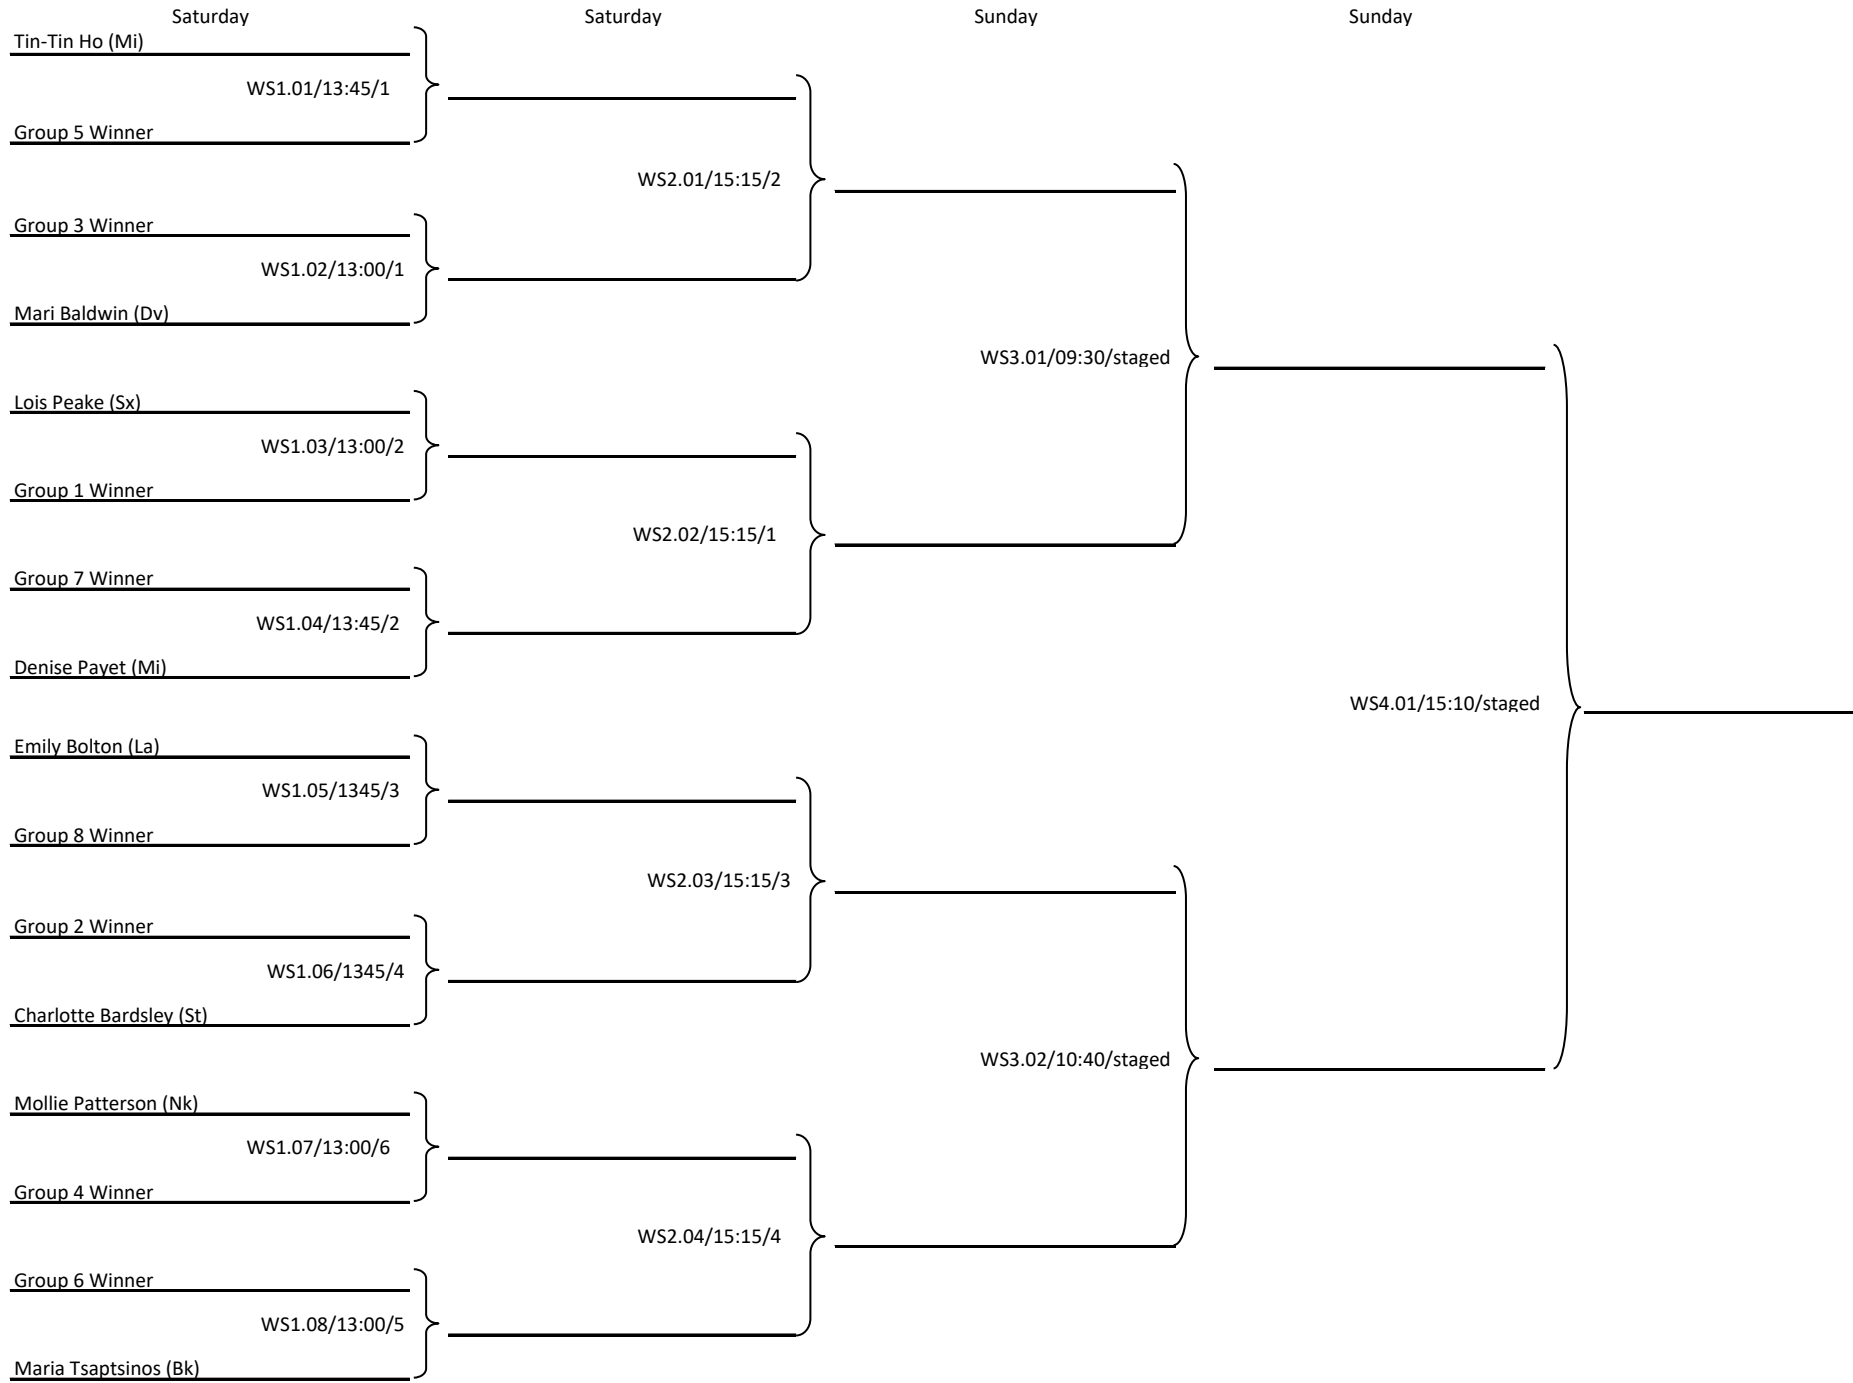 Saturday Saturday Sunday Sunday
Tin-Tin Ho (Mi)
WS1.01/13:45/1
Group 5 Winner
WS2.01/15:15/2
Group 3 Winner
WS1.02/13:00/1
Mari Baldwin (Dv)
WS3.01/09:30/staged
Lois Peake (Sx)
WS1.03/13:00/2
Group 1 Winner
WS2.02/15:15/1
Group 7 Winner
WS1.04/13:45/2
Denise Payet (Mi)
WS4.01/15:10/staged
Emily Bolton (La)
WS1.05/1345/3
Group 8 Winner
WS2.03/15:15/3
Group 2 Winner
WS1.06/1345/4
Charlotte Bardsley (St)
WS3.02/10:40/staged
Mollie Patterson (Nk)
WS1.07/13:00/6
Group 4 Winner
WS2.04/15:15/4
Group 6 Winner
WS1.08/13:00/5
Maria Tsaptsinos (Bk)